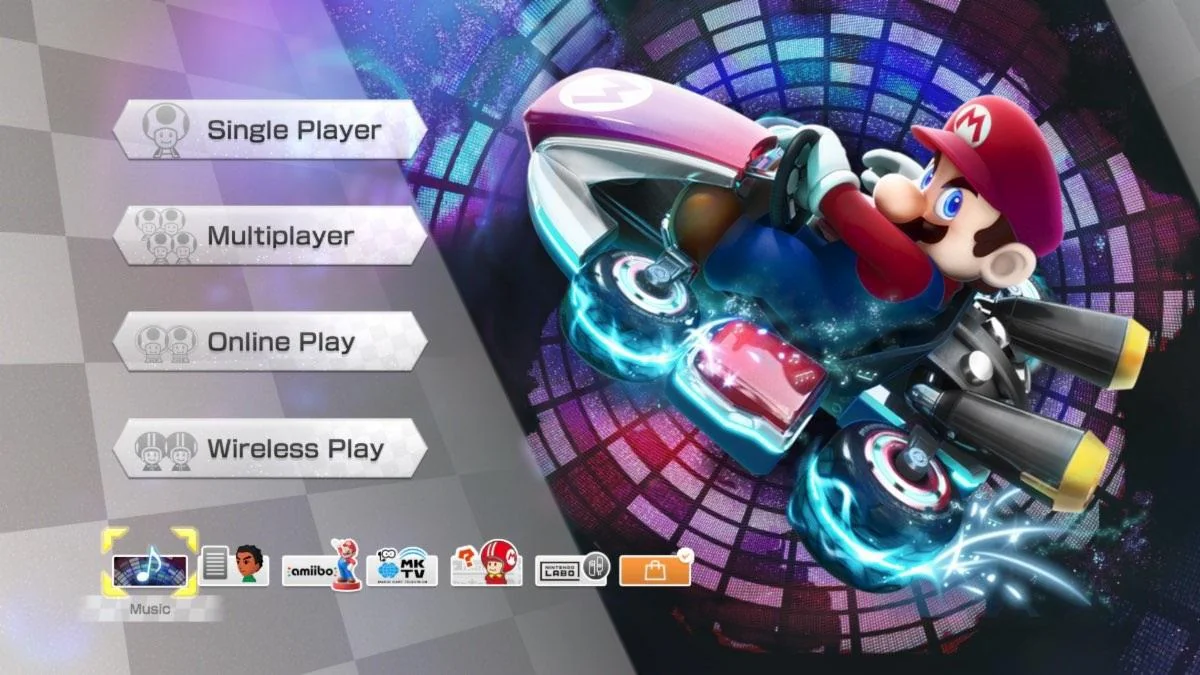 Single Player
Multiplayer
Online Play
Wireless Play
amiibo
MK
TV
NINTENDO
LABO
Music
M